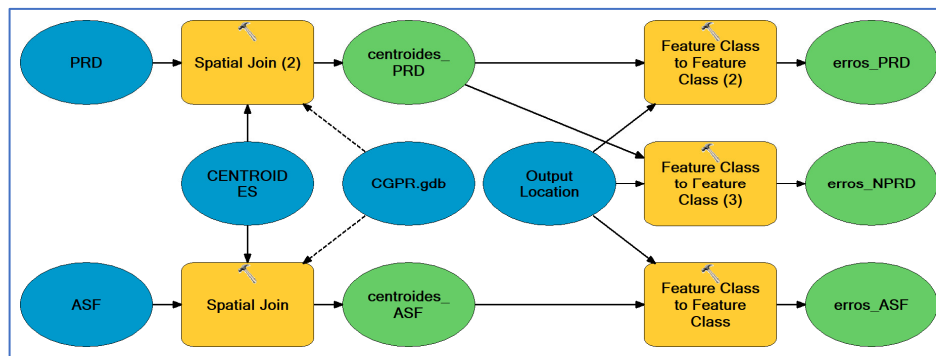 PRD
Spatial Join (2)
centroides_
PRD
Feature Class
to Feature
Class (2)
erros_PRD
CENTROID
ES
CGPR.gdb
Output
Location
Feature Class
to Feature
Class (3)
erros_NPRD
ASF
Spatial Join
centroides_
ASF
Feature Class
to Feature
Class
erros_ASF